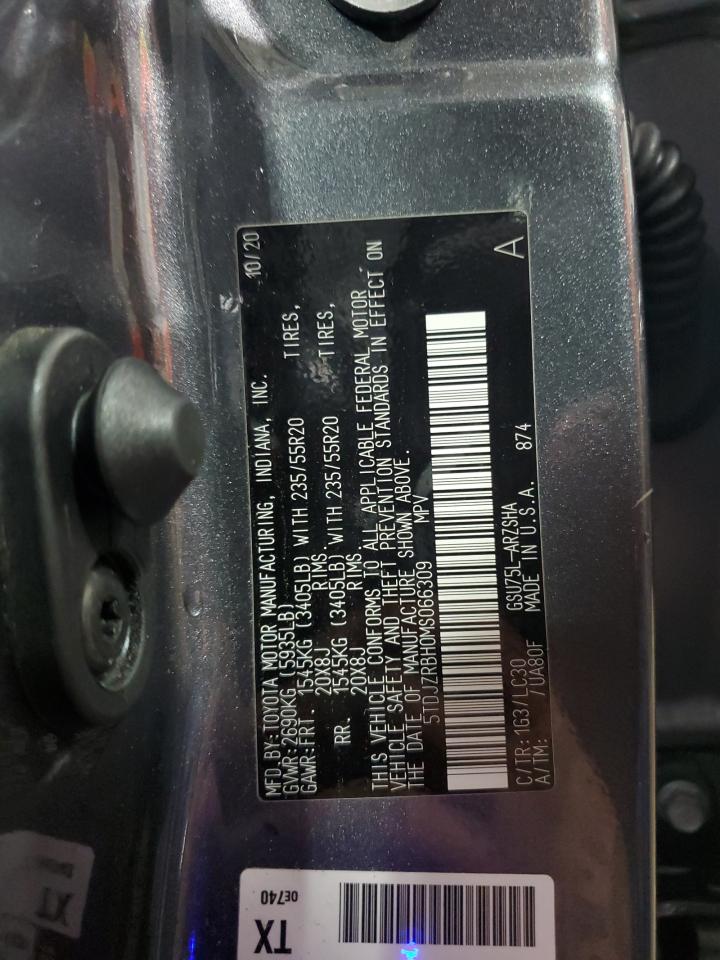 MFD.BY:TOYOTA MOTOR MANUFACTURING, INDIANA, INC. 10/20
GVWR:2690KG (5935LB)
GAWR:FRT. 1545KG (3405LB) WITH 235/55R20 TIRES,
20X8J RIMS
RR. 1545KG (3405LB) WITH 235/55R20 TIRES,
20X8J RIMS
THIS VEHICLE CONFORMS TO ALL APPLICABLE FEDERAL MOTOR
VEHICLE SAFETY AND THEFT PREVENTION STANDARDS IN EFFECT ON
THE DATE OF MANUFACTURE SHOWN ABOVE.
5TDJZRBH0MS066309 MPV
C/TR:1G3/LC30 GSU75L-ARZSHA
A/TM: /UA80F MADE IN U.S.A. 874 A
TX 0E740
XT